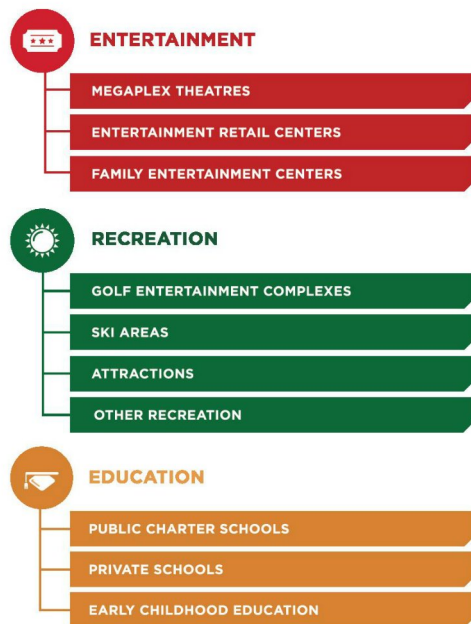 ENTERTAINMENT
MEGAPLEX THEATRES
ENTERTAINMENT RETAIL CENTERS
FAMILY ENTERTAINMENT CENTERS
RECREATION
GOLF ENTERTAINMENT COMPLEXES
SKI AREAS
ATTRACTIONS
OTHER RECREATION
EDUCATION
PUBLIC CHARTER SCHOOLS
PRIVATE SCHOOLS
EARLY CHILDHOOD EDUCATION